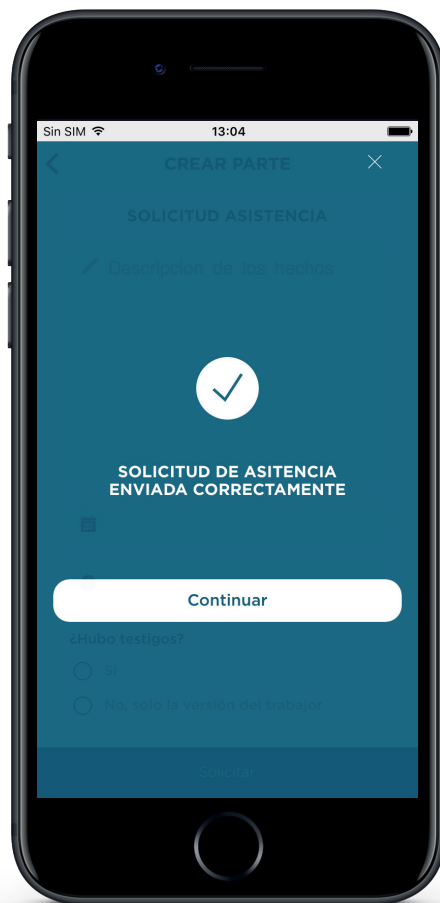 Sin SIM 13:04
CREAR PARTE
SOLICITUD ASISTENCIA
Descripcion de los hechos
SOLICITUD DE ASITENCIA
ENVIADA CORRECTAMENTE
Continuar
¿Hubo testigos?
Si
No, solo la versión del trabajor
Solicitar